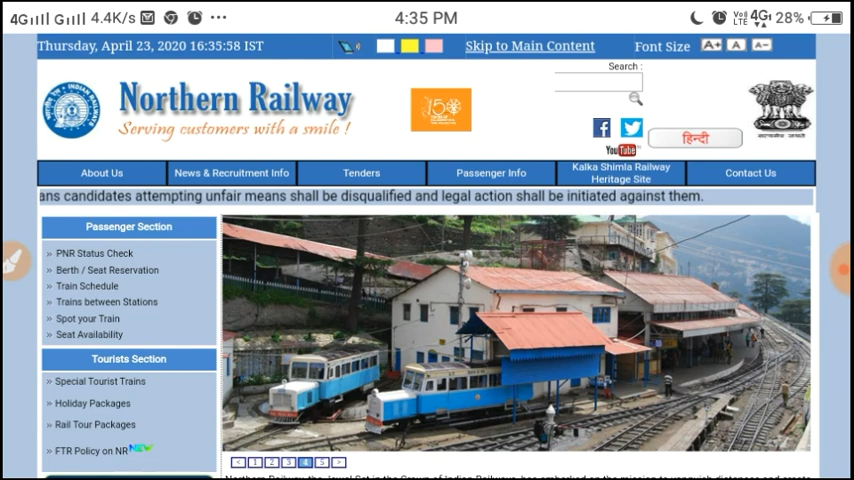 4G 4.4K/s 4:35 PM VoLTE 4G 28%
Thursday, April 23, 2020 16:35:58 IST Skip to Main Content Font Size A+ A A-
Search :
INDIAN RAILWAYS
Northern Railway
Serving customers with a smile !
150
हिन्दी
YouTube
About Us News & Recruitment Info Tenders Passenger Info Kalka Shimla Railway Heritage Site Contact Us
ans candidates attempting unfair means shall be disqualified and legal action shall be initiated against them.
Passenger Section
» PNR Status Check
» Berth / Seat Reservation
» Train Schedule
» Trains between Stations
» Spot your Train
» Seat Availability
Tourists Section
» Special Tourist Trains
» Holiday Packages
» Rail Tour Packages
» FTR Policy on NR NEW
< 1 2 3 4 5 >